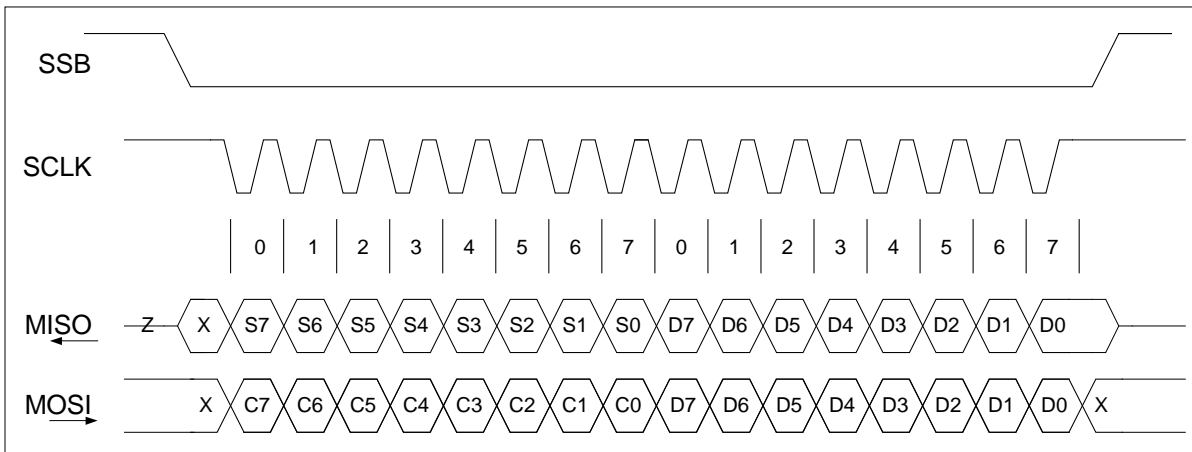 SSB
SCLK
0 1 2 3 4 5 6 7 0 1 2 3 4 5 6 7
MISO Z X S7 S6 S5 S4 S3 S2 S1 S0 D7 D6 D5 D4 D3 D2 D1 D0
MOSI X C7 C6 C5 C4 C3 C2 C1 C0 D7 D6 D5 D4 D3 D2 D1 D0 X